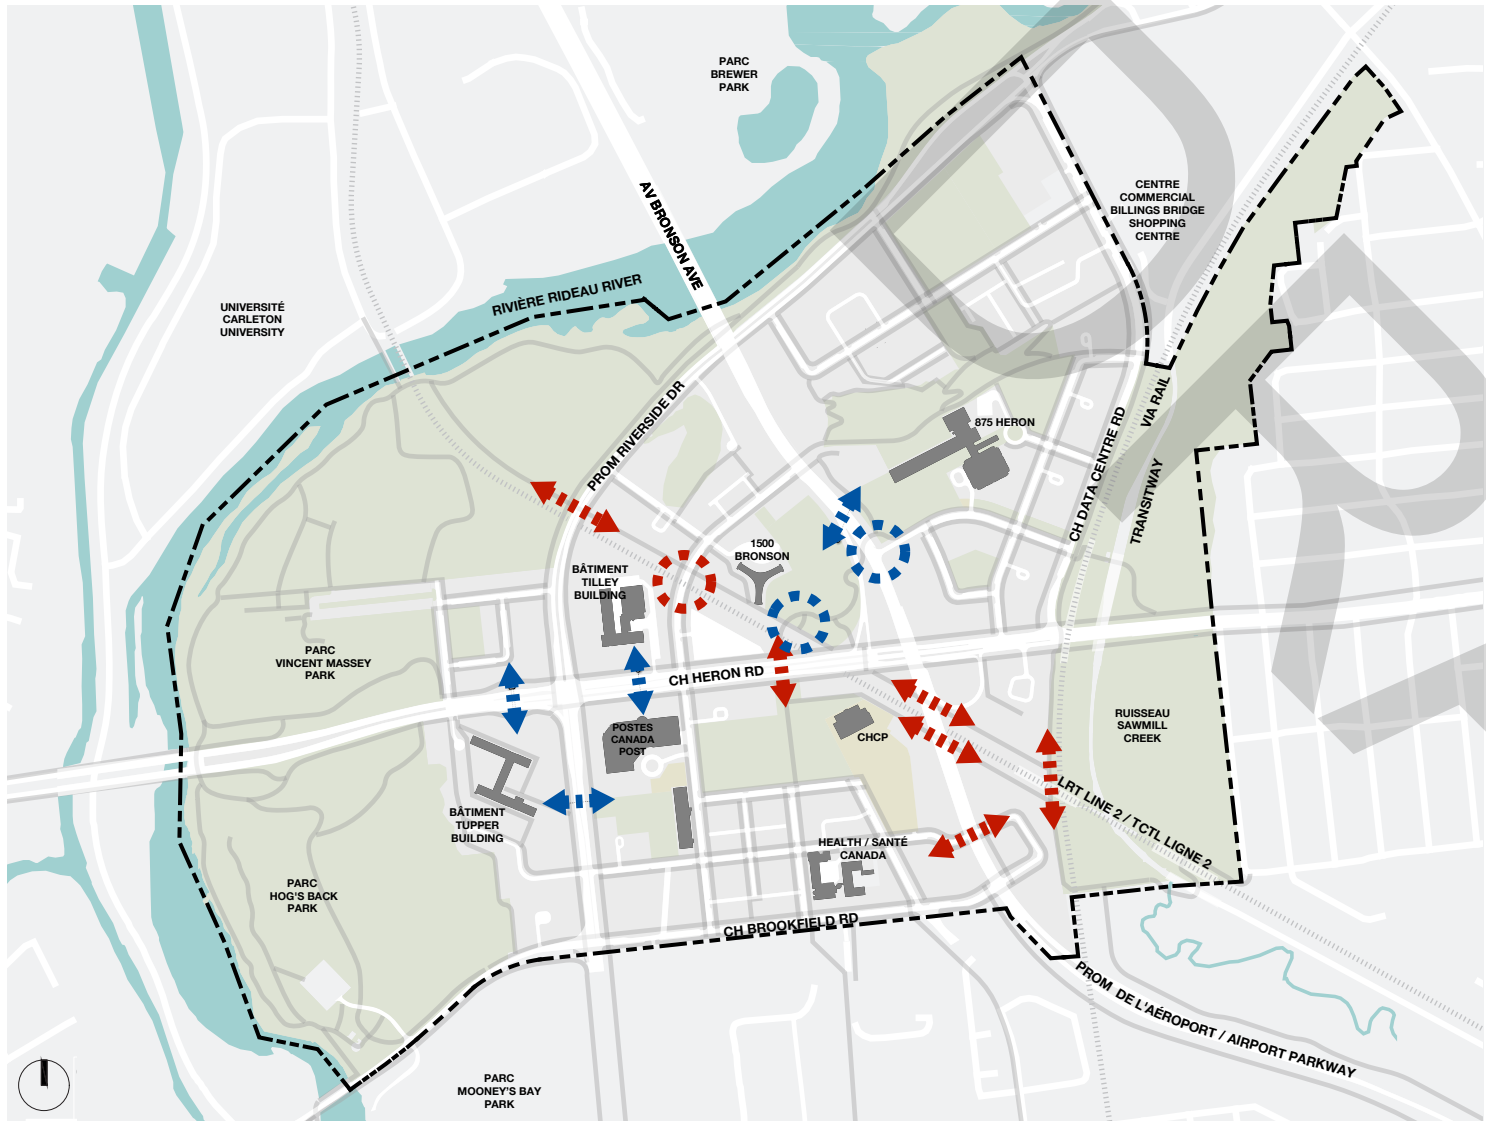 PARC
BREWER
PARK
AV BRONSON AVE
CENTRE
COMMERCIAL
BILLINGS BRIDGE
SHOPPING
CENTRE
RIVIÈRE RIDEAU RIVER
UNIVERSITÉ
CARLETON
UNIVERSITY
PROM RIVERSIDE DR
875 HERON
CH DATA CENTRE RD
VIA RAIL
TRANSITWAY
1500
BRONSON
BÂTIMENT
TILLEY
BUILDING
PARC
VINCENT MASSEY
PARK
CH HERON RD
POSTES
CANADA
POST
CHCP
RUISSEAU
SAWMILL
CREEK
LRT LINE 2 / TCTL LIGNE 2
BÂTIMENT
TUPPER
BUILDING
HEALTH / SANTÉ
CANADA
PARC
HOG'S BACK
PARK
CH BROOKFIELD RD
PROM DE L'AÉROPORT / AIRPORT PARKWAY
PARC
MOONEY'S BAY
PARK